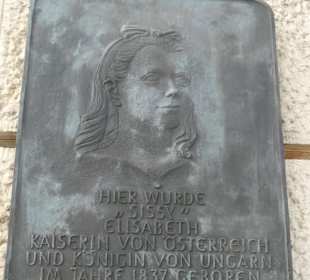 HIER WURDE
„SISSY"
ELISABETH
KAISERIN VON ÖSTERREICH
UND KÖNIGIN VON UNGARN
IM JAHRE 1837 GEBOREN